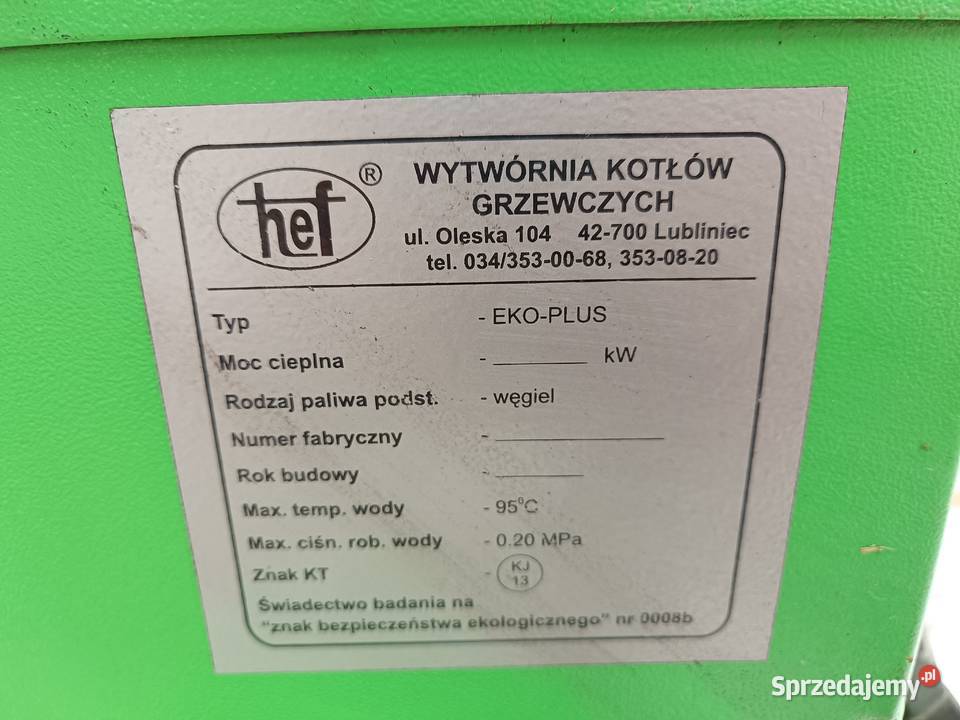 hef ®
WYTWÓRNIA KOTŁÓW
GRZEWCZYCH
ul. Oleska 104 42-700 Lubliniec
tel. 034/353-00-68, 353-08-20
Typ - EKO-PLUS
Moc cieplna - ________ kW
Rodzaj paliwa podst. - węgiel
Numer fabryczny - ______________
Rok budowy - ________
Max. temp. wody - 95°C
Max. ciśn. rob. wody - 0.20 MPa
Znak KT - KJ 13
Świadectwo badania na
"znak bezpieczeństwa ekologicznego" nr 0008b
Sprzedajemy.pl